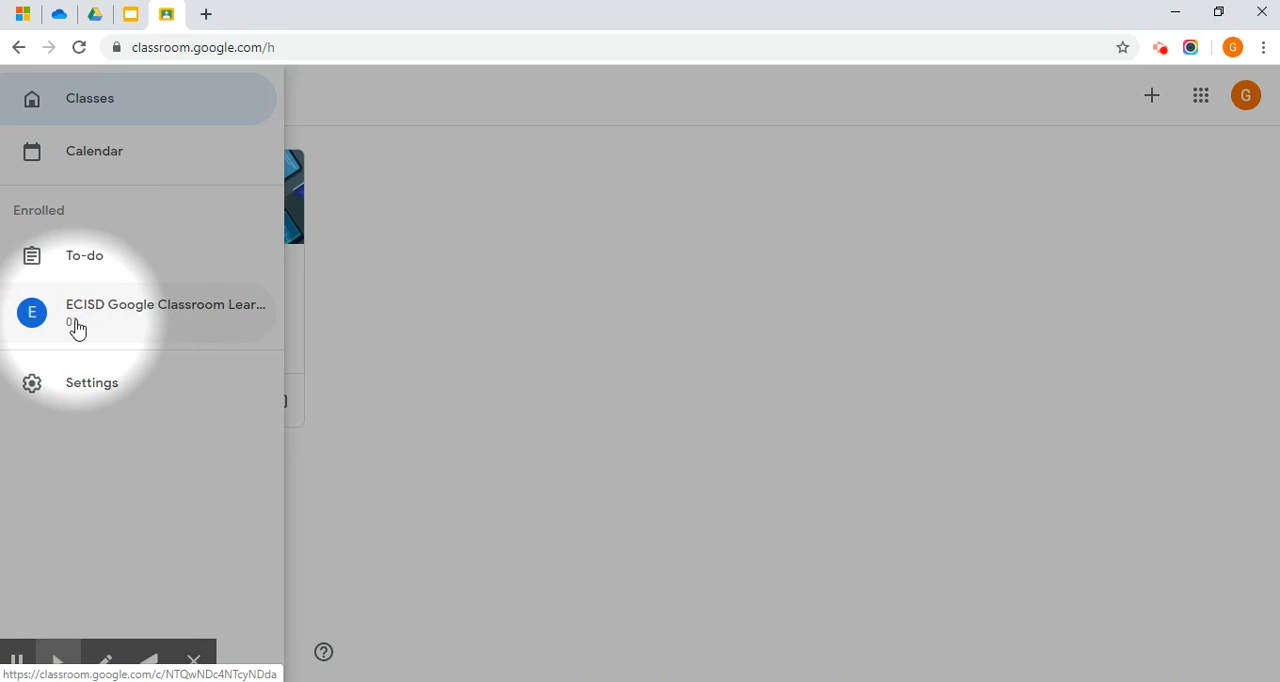 classroom.google.com/h
G
Classes
G
Calendar
Enrolled
To-do
E
ECISD Google Classroom Lear...
Settings
https://classroom.google.com/c/NTQwNDc4NTcyNDda